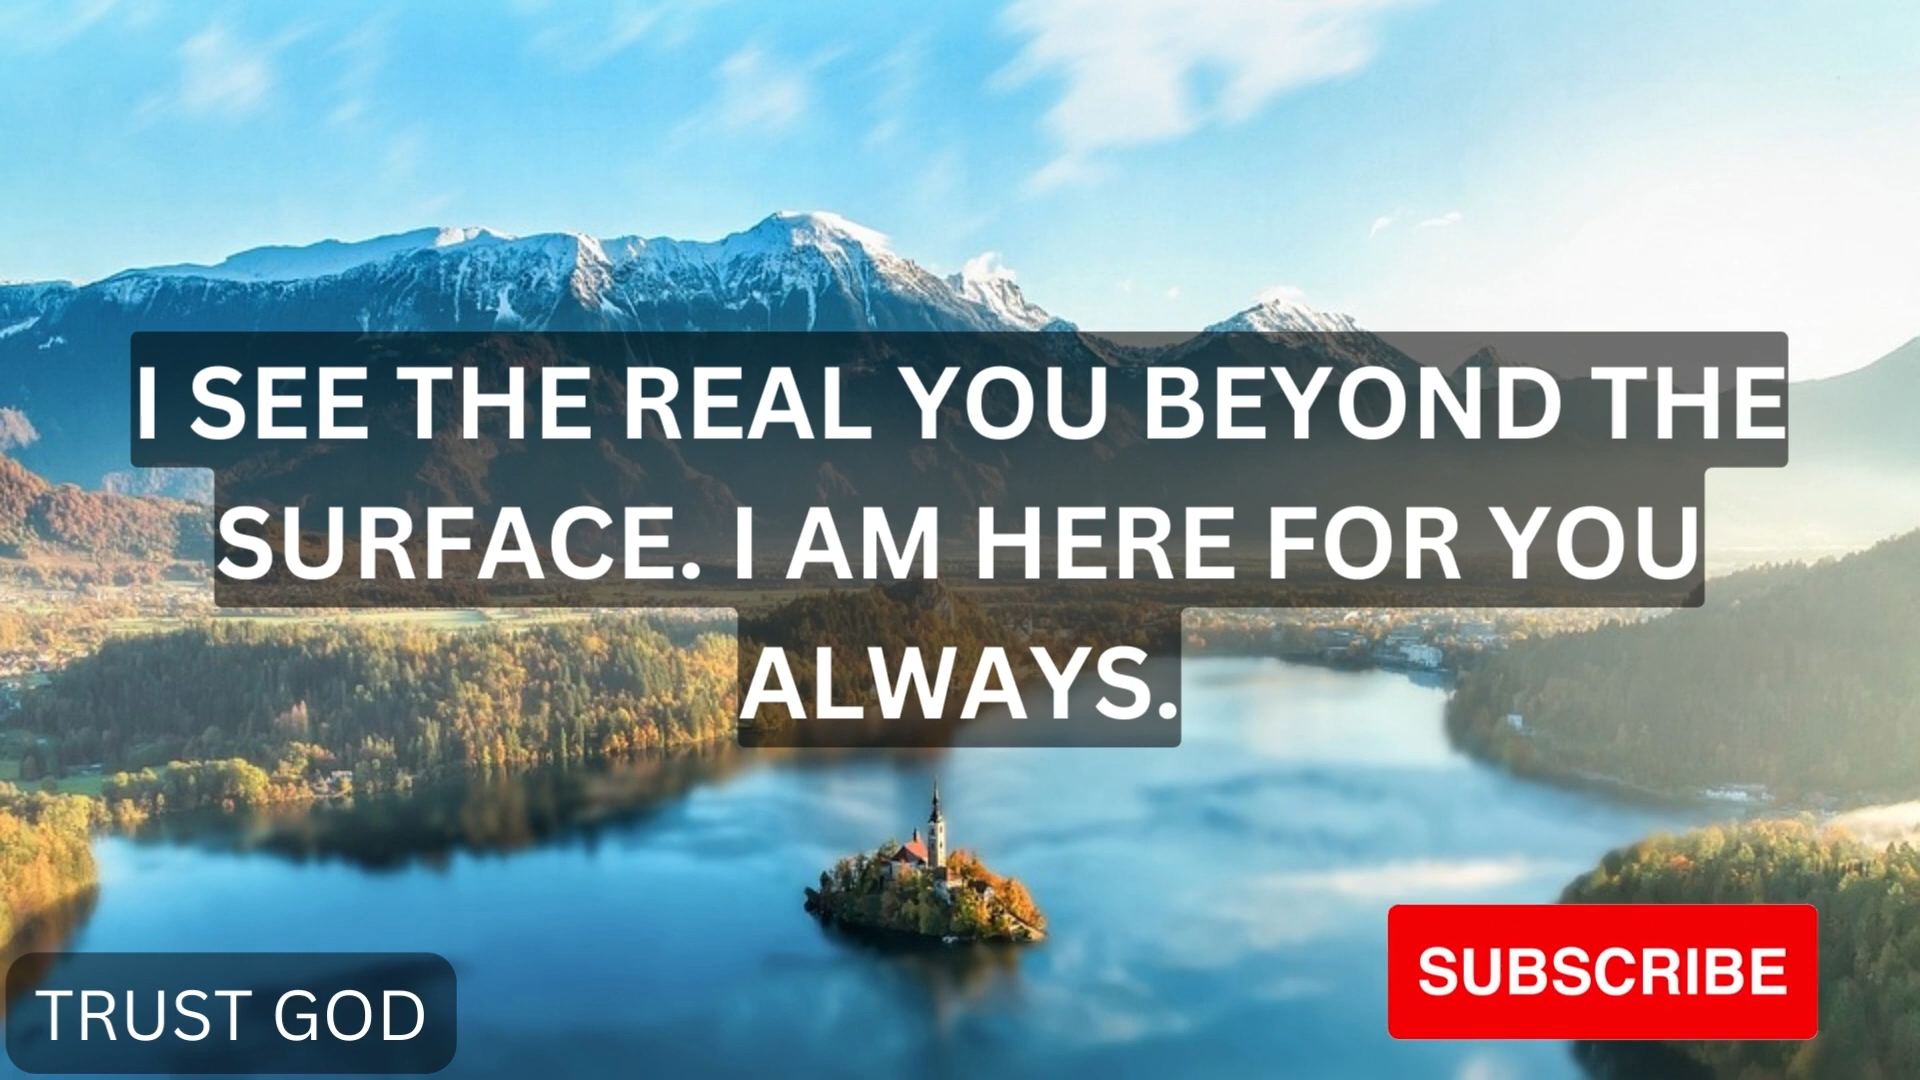 I SEE THE REAL YOU BEYOND THE
SURFACE. I AM HERE FOR YOU
ALWAYS.
TRUST GOD
SUBSCRIBE